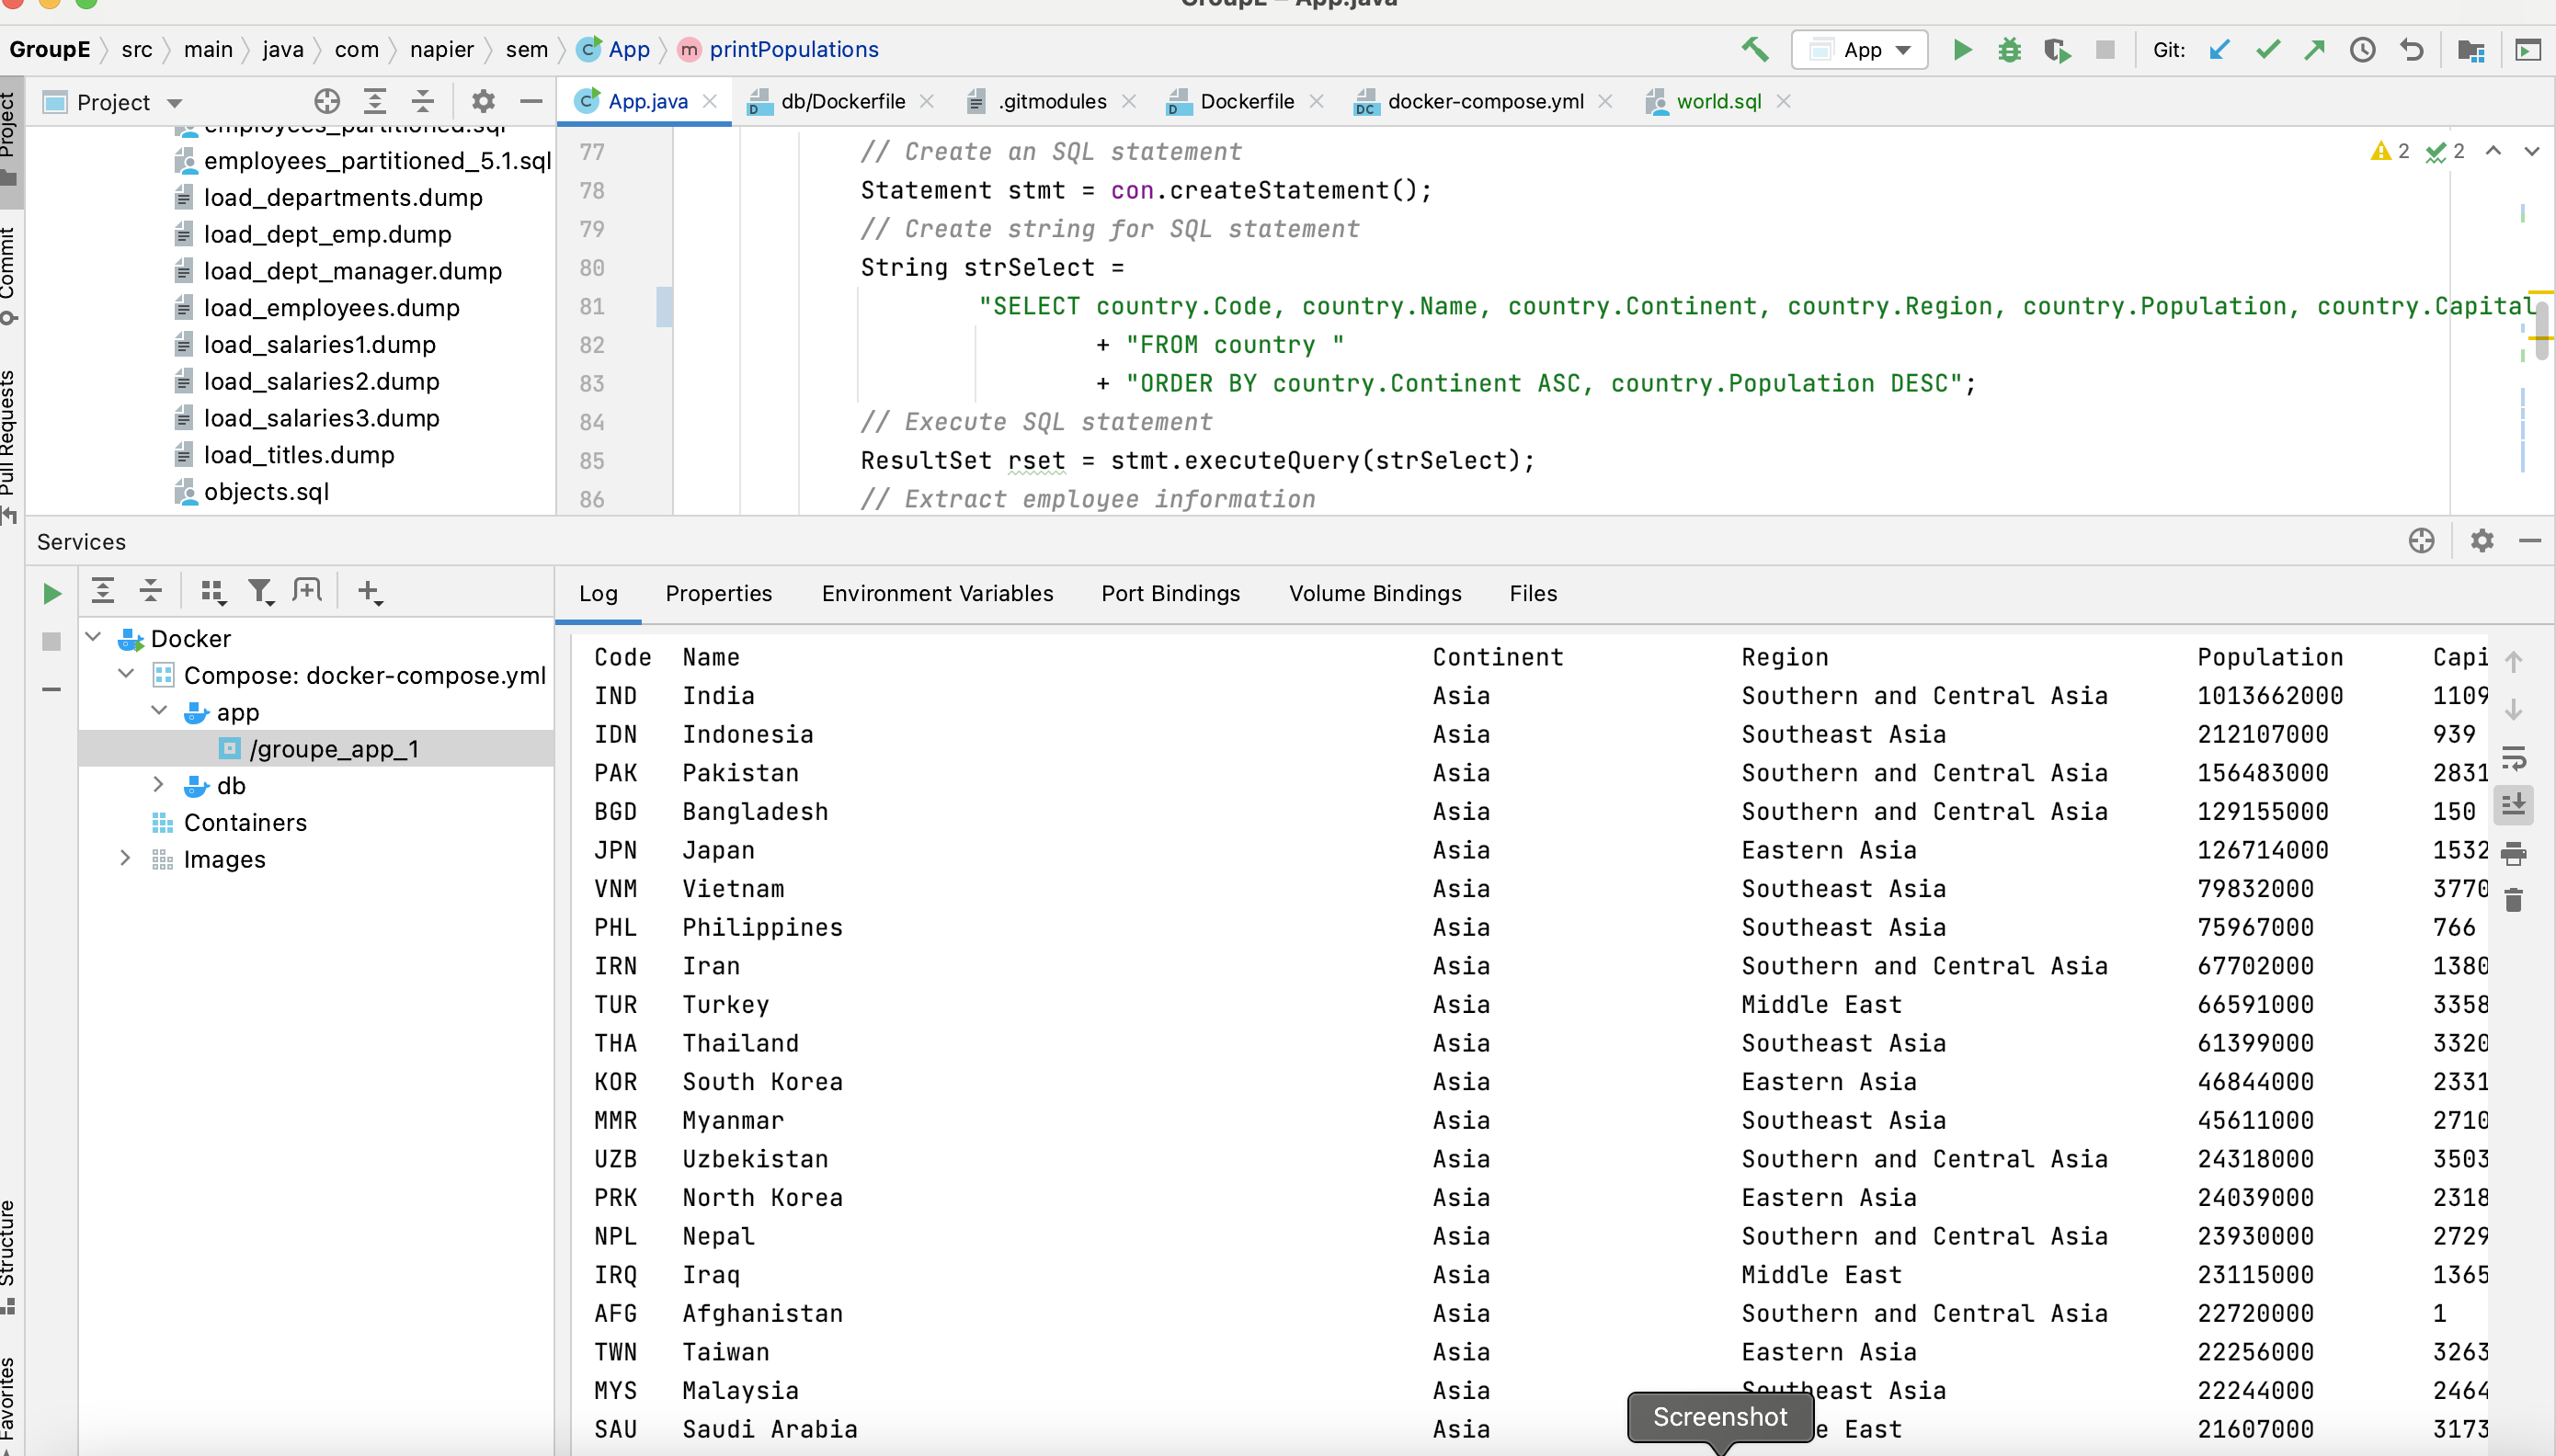 GroupE – App.java
GroupE src main java com napier sem App printPopulations
App Git:
Project
App.java db/Dockerfile .gitmodules Dockerfile docker-compose.yml world.sql
employees_partitioned.sql
employees_partitioned_5.1.sql
load_departments.dump
load_dept_emp.dump
load_dept_manager.dump
load_employees.dump
load_salaries1.dump
load_salaries2.dump
load_salaries3.dump
load_titles.dump
objects.sql
77 // Create an SQL statement
78 Statement stmt = con.createStatement();
79 // Create string for SQL statement
80 String strSelect =
81 "SELECT country.Code, country.Name, country.Continent, country.Region, country.Population, country.Capital
82 + "FROM country "
83 + "ORDER BY country.Continent ASC, country.Population DESC";
84 // Execute SQL statement
85 ResultSet rset = stmt.executeQuery(strSelect);
86 // Extract employee information
2 2
Project
Commit
Pull Requests
Structure
Favorites
Services
Docker
Compose: docker-compose.yml
app
/groupe_app_1
db
Containers
Images
Log Properties Environment Variables Port Bindings Volume Bindings Files
Code Name Continent Region Population Capi
IND India Asia Southern and Central Asia 1013662000 1109
IDN Indonesia Asia Southeast Asia 212107000 939
PAK Pakistan Asia Southern and Central Asia 156483000 2831
BGD Bangladesh Asia Southern and Central Asia 129155000 150
JPN Japan Asia Eastern Asia 126714000 1532
VNM Vietnam Asia Southeast Asia 79832000 3770
PHL Philippines Asia Southeast Asia 75967000 766
IRN Iran Asia Southern and Central Asia 67702000 1380
TUR Turkey Asia Middle East 66591000 3358
THA Thailand Asia Southeast Asia 61399000 3320
KOR South Korea Asia Eastern Asia 46844000 2331
MMR Myanmar Asia Southeast Asia 45611000 2710
UZB Uzbekistan Asia Southern and Central Asia 24318000 3503
PRK North Korea Asia Eastern Asia 24039000 2318
NPL Nepal Asia Southern and Central Asia 23930000 2729
IRQ Iraq Asia Middle East 23115000 1365
AFG Afghanistan Asia Southern and Central Asia 22720000 1
TWN Taiwan Asia Eastern Asia 22256000 3263
MYS Malaysia Asia Southeast Asia 22244000 2464
SAU Saudi Arabia Asia e East 21607000 3173
Screenshot